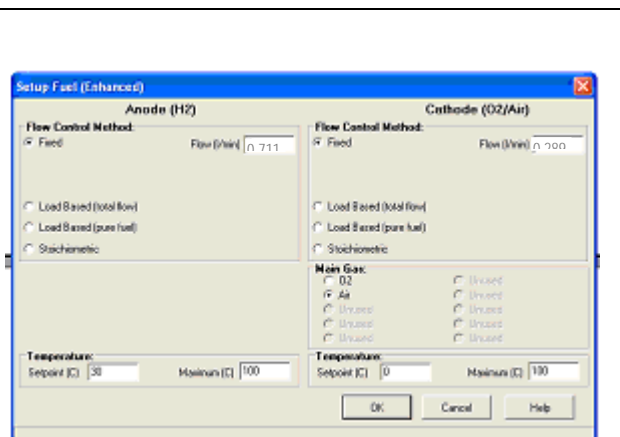 Setup Fuel (Enhanced)
Anode (H2)
Cathode (O2/Air)
Flow Control Method:
Fixed
Flow (l/min) 0.711
Flow Control Method:
Fixed
Flow (l/min) 0.289
Load Based (total flow)
Load Based (pure fuel)
Stoichiometric
Load Based (total flow)
Load Based (pure fuel)
Stoichiometric
Main Gas:
O2
Unused
Air
Unused
Unused
Unused
Unused
Unused
Unused
Unused
Temperature:
Setpoint (C) 30
Maximum (C) 100
Temperature:
Setpoint (C) 0
Maximum (C) 100
OK
Cancel
Help